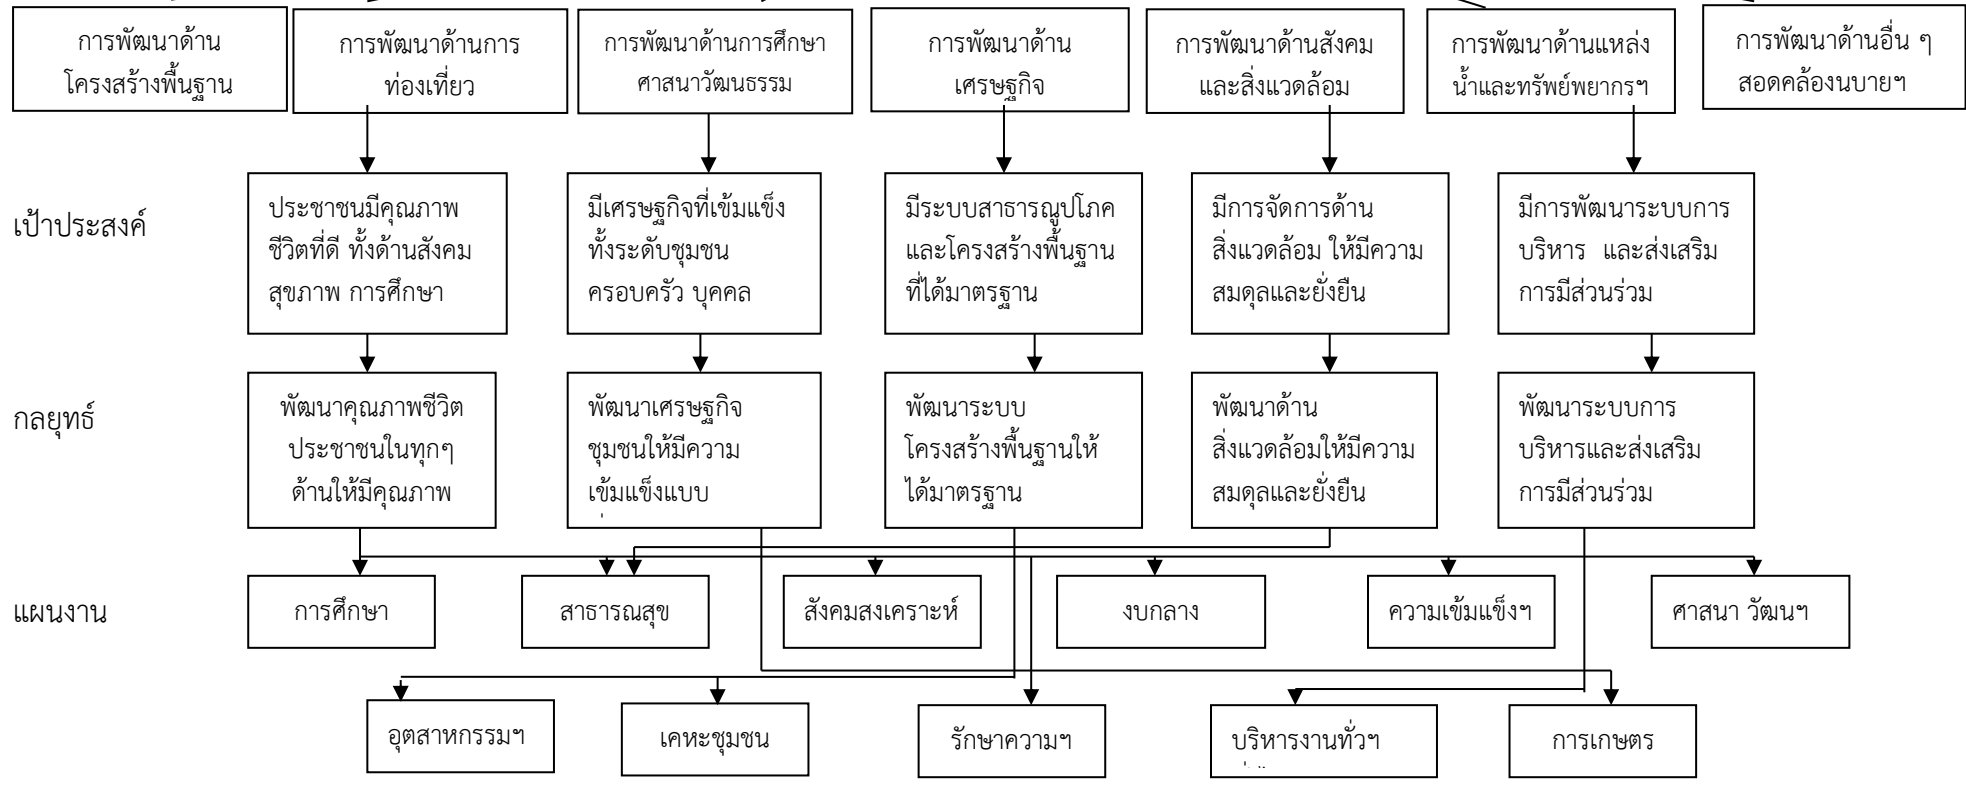 การพัฒนาด้าน
โครงสร้างพื้นฐาน
การพัฒนาด้านการ
ท่องเที่ยว
การพัฒนาด้านการศึกษา
ศาสนาวัฒนธรรม
การพัฒนาด้าน
เศรษฐกิจ
การพัฒนาด้านสังคม
และสิ่งแวดล้อม
การพัฒนาด้านแหล่ง
น้ำและทรัพย์พยากรฯ
การพัฒนาด้านอื่น ๆ
สอดคล้องนบายฯ
เป้าประสงค์
ประชาชนมีคุณภาพ
ชีวิตที่ดี ทั้งด้านสังคม
สุขภาพ การศึกษา
มีเศรษฐกิจที่เข้มแข็ง
ทั้งระดับชุมชน
ครอบครัว บุคคล
มีระบบสาธารณูปโภค
และโครงสร้างพื้นฐาน
ที่ได้มาตรฐาน
มีการจัดการด้าน
สิ่งแวดล้อม ให้มีความ
สมดุลและยั่งยืน
มีการพัฒนาระบบการ
บริหาร และส่งเสริม
การมีส่วนร่วม
กลยุทธ์
พัฒนาคุณภาพชีวิต
ประชาชนในทุกๆ
ด้านให้มีคุณภาพ
พัฒนาเศรษฐกิจ
ชุมชนให้มีความ
เข้มแข็งแบบ
พัฒนาระบบ
โครงสร้างพื้นฐานให้
ได้มาตรฐาน
พัฒนาด้าน
สิ่งแวดล้อมให้มีความ
สมดุลและยั่งยืน
พัฒนาระบบการ
บริหารและส่งเสริม
การมีส่วนร่วม
แผนงาน
การศึกษา
สาธารณสุข
สังคมสงเคราะห์
งบกลาง
ความเข้มแข็งฯ
ศาสนา วัฒนฯ
อุตสาหกรรมฯ
เคหะชุมชน
รักษาความฯ
บริหารงานทั่วฯ
การเกษตร